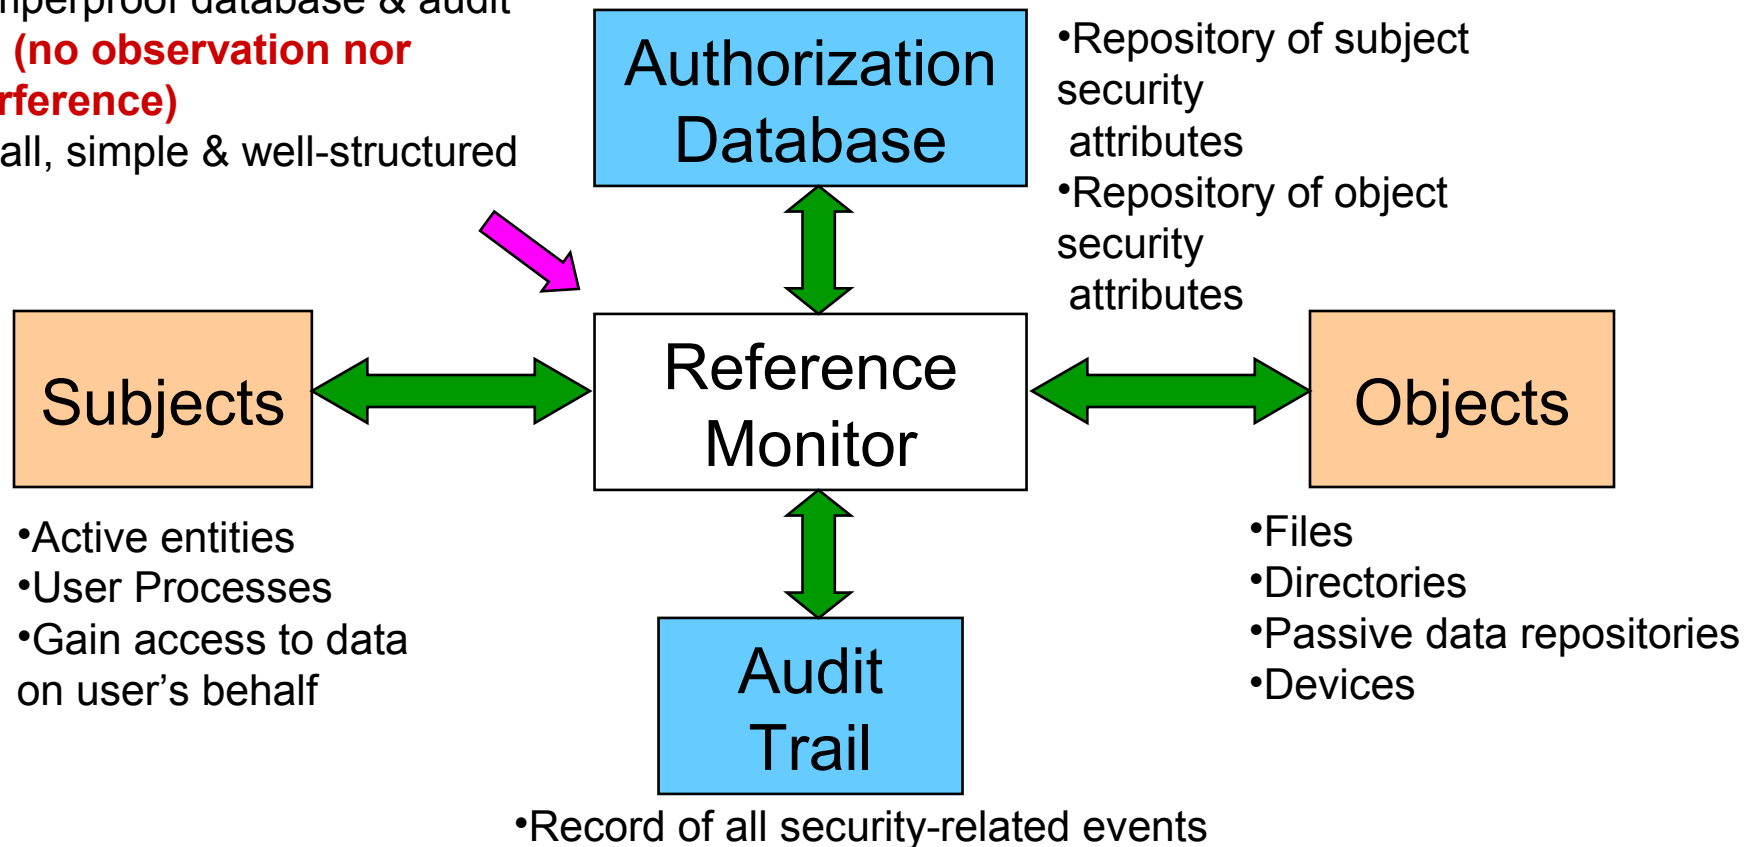 & audit
(no observation nor
simple & well-structured
Authorization
Database
•Repository of subject
security
attributes
•Repository of object
security
attributes
Subjects
Reference
Monitor
Objects
•Active entities
•User Processes
•Gain access to data
on user’s behalf
•Files
•Directories
•Passive data repositories
•Devices
Audit
Trail
•Record of all security-related events